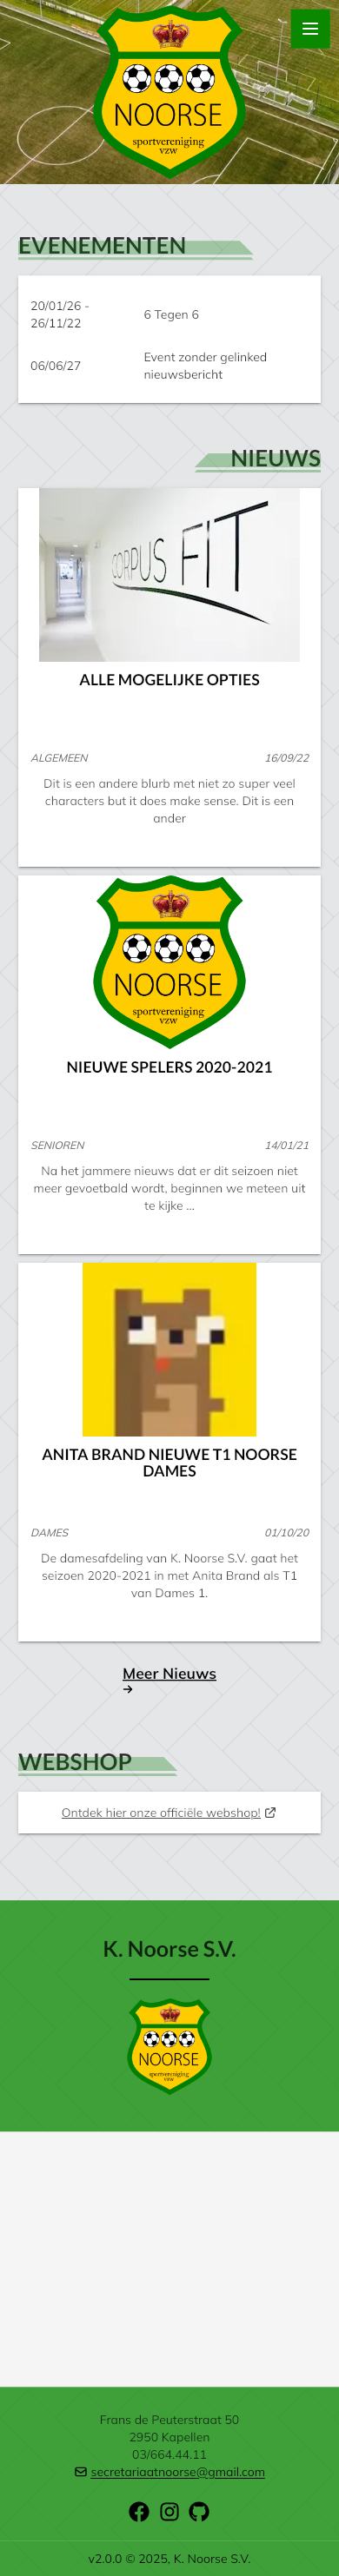 NOORSE
sportvereniging
vzw
EVENEMENTEN
20/01/26 -
26/11/22
6 Tegen 6
06/06/27
Event zonder gelinked
nieuwsbericht
NIEUWS
CORPUS FIT
ALLE MOGELIJKE OPTIES
ALGEMEEN 16/09/22
Dit is een andere blurb met niet zo super veel
characters but it does make sense. Dit is een
ander
NOORSE
sportvereniging
vzw
NIEUWE SPELERS 2020-2021
SENIOREN 14/01/21
Na het jammere nieuws dat er dit seizoen niet
meer gevoetbald wordt, beginnen we meteen uit
te kijke ...
ANITA BRAND NIEUWE T1 NOORSE
DAMES
DAMES 01/10/20
De damesafdeling van K. Noorse S.V. gaat het
seizoen 2020-2021 in met Anita Brand als T1
van Dames 1.
Meer Nieuws
WEBSHOP
Ontdek hier onze officiële webshop!
K. Noorse S.V.
NOORSE
sportvereniging
vzw
Frans de Peuterstraat 50
2950 Kapellen
03/664.44.11
secretariaatnoorse@gmail.com
v2.0.0 © 2025, K. Noorse S.V.